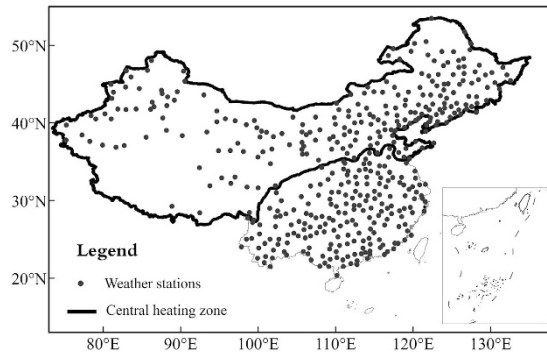 50°N
40°N
30°N
20°N
Legend
Weather stations
Central heating zone
80°E 90°E 100°E 110°E 120°E 130°E